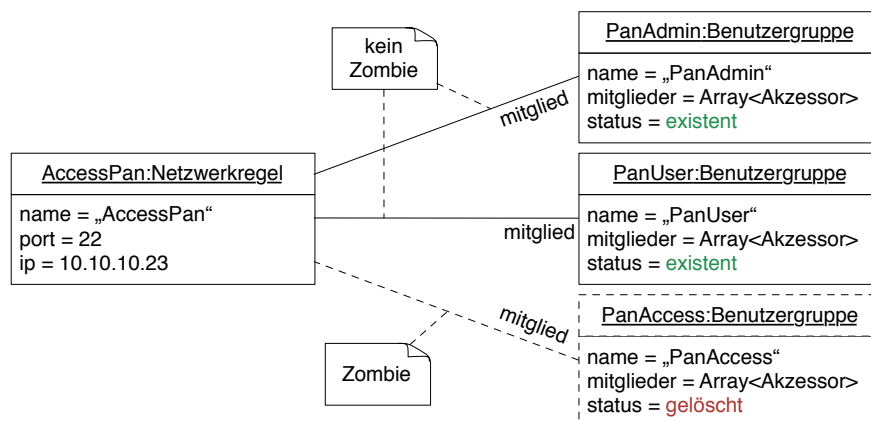 kein
Zombie
PanAdmin:Benutzergruppe
name = „PanAdmin“
mitglieder = Array<Akzessor>
status = existent
mitglied
AccessPan:Netzwerkregel
name = „AccessPan“
port = 22
ip = 10.10.10.23
PanUser:Benutzergruppe
name = „PanUser“
mitglieder = Array<Akzessor>
status = existent
mitglied
PanAccess:Benutzergruppe
name = „PanAccess“
mitglieder = Array<Akzessor>
status = gelöscht
mitglied
Zombie